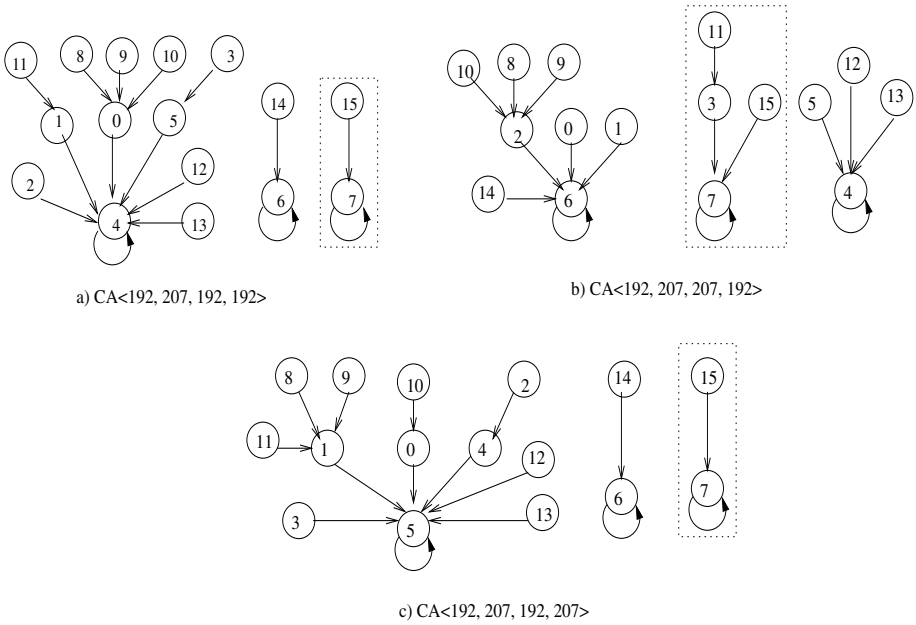 11 8 9 10 3
1 0 5
14 15
2 12
4 13 6 7
a) CA<192, 207, 192, 192>
11
10 8 9
12
5 13
3 15
2 0 1
14 6 7 4
b) CA<192, 207, 207, 192>
8 9 10 2 14 15
11 1 0 4
12
3 5 13 6 7
c) CA<192, 207, 192, 207>